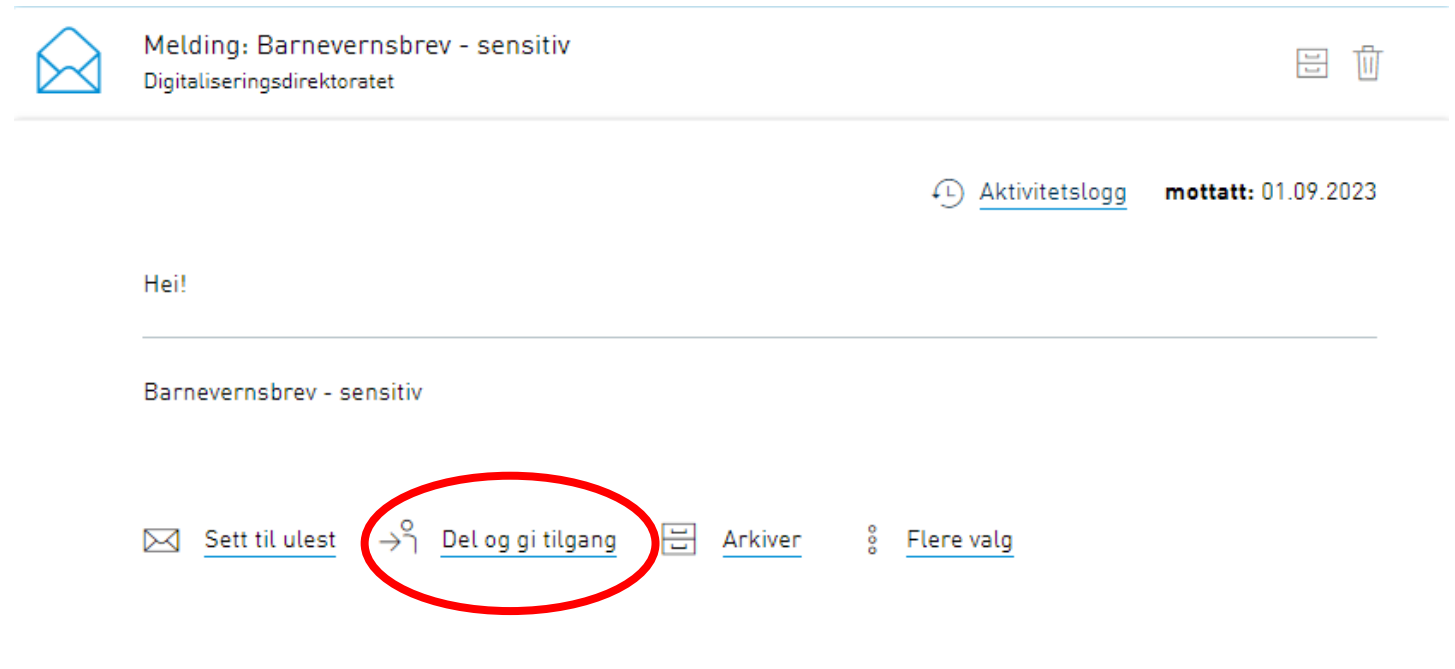 Melding: Barnevernsbrev - sensitiv
Digitaliseringsdirektoratet
Aktivitetslogg mottatt: 01.09.2023
Hei!
Barnevernsbrev - sensitiv
Sett til ulest Del og gi tilgang Arkiver Flere valg